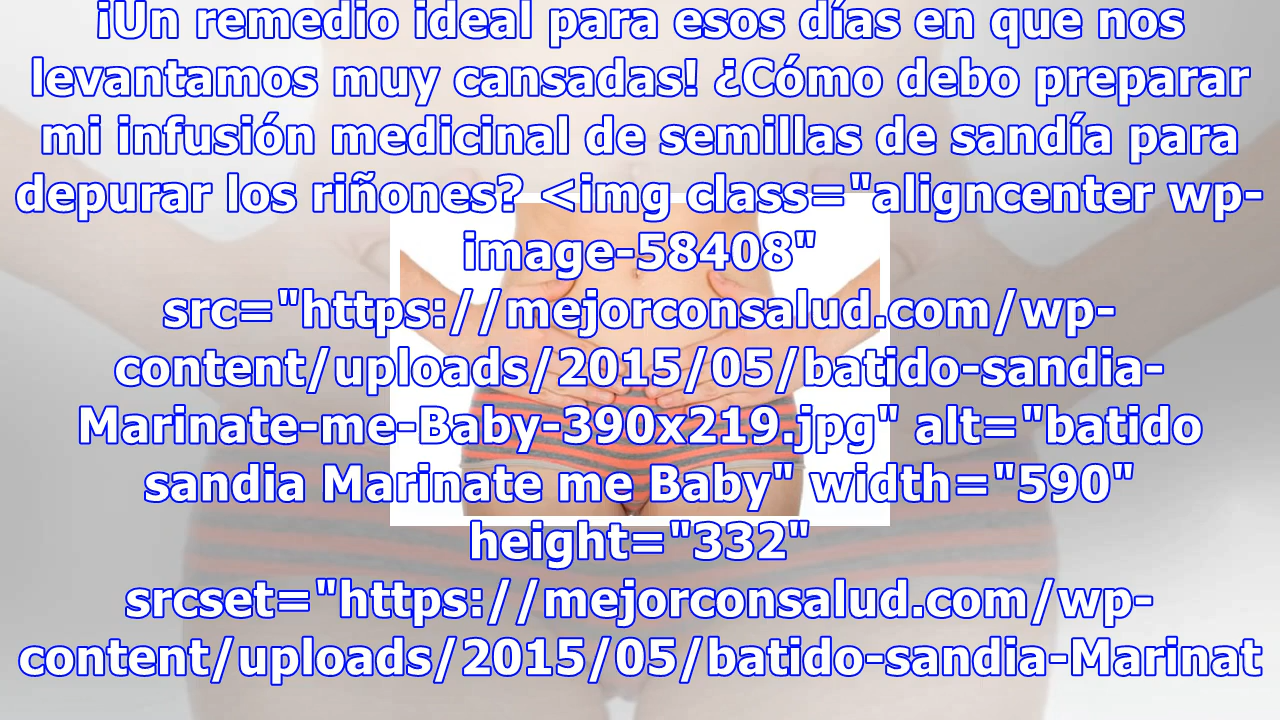 ¡Un remedio ideal para esos días en que nos
levantamos muy cansadas! ¿Cómo debo preparar
mi infusión medicinal de semillas de sandía para
depurar los riñones? <img class="aligncenter wp-
image-58408"
src="https://mejorconsalud.com/wp-
content/uploads/2015/05/batido-sandia-
Marinate-me-Baby-390x219.jpg" alt="batido
sandia Marinate me Baby" width="590"
height="332"
srcset="https://mejorconsalud.com/wp-
content/uploads/2015/05/batido-sandia-Marinat